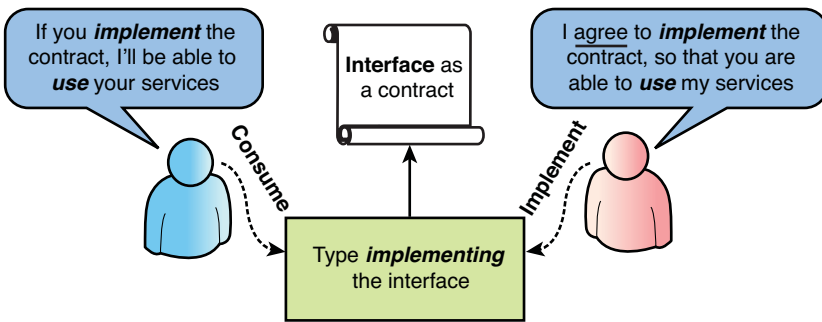 If you implement the
contract, I'll be able to
use your services
Interface as
a contract
I agree to implement the
contract, so that you are
able to use my services
Consume
Implement
Type implementing
the interface